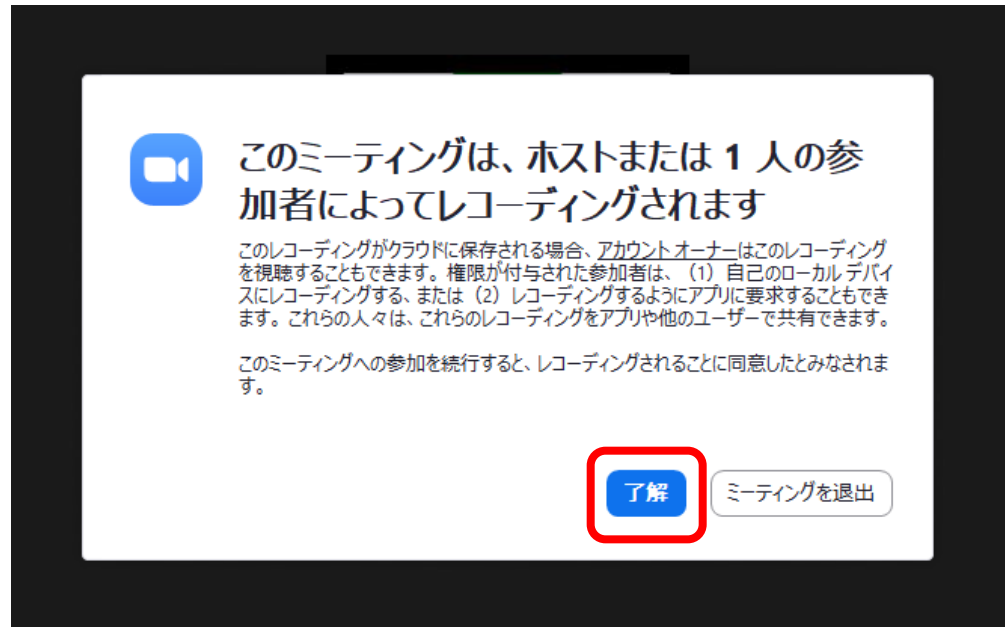 このミーティングは、ホストまたは 1 人の参
加者によってレコーディングされます
このレコーディングがクラウドに保存される場合、アカウント オーナーはこのレコーディング
を視聴することもできます。権限が付与された参加者は、（1）自己のローカル デバイ
スにレコーディングする、または（2）レコーディングするようにアプリに要求することもでき
ます。これらの人々は、これらのレコーディングをアプリや他のユーザーで共有できます。
このミーティングへの参加を続行すると、レコーディングされることに同意したとみなされま
す。
了解
ミーティングを退出